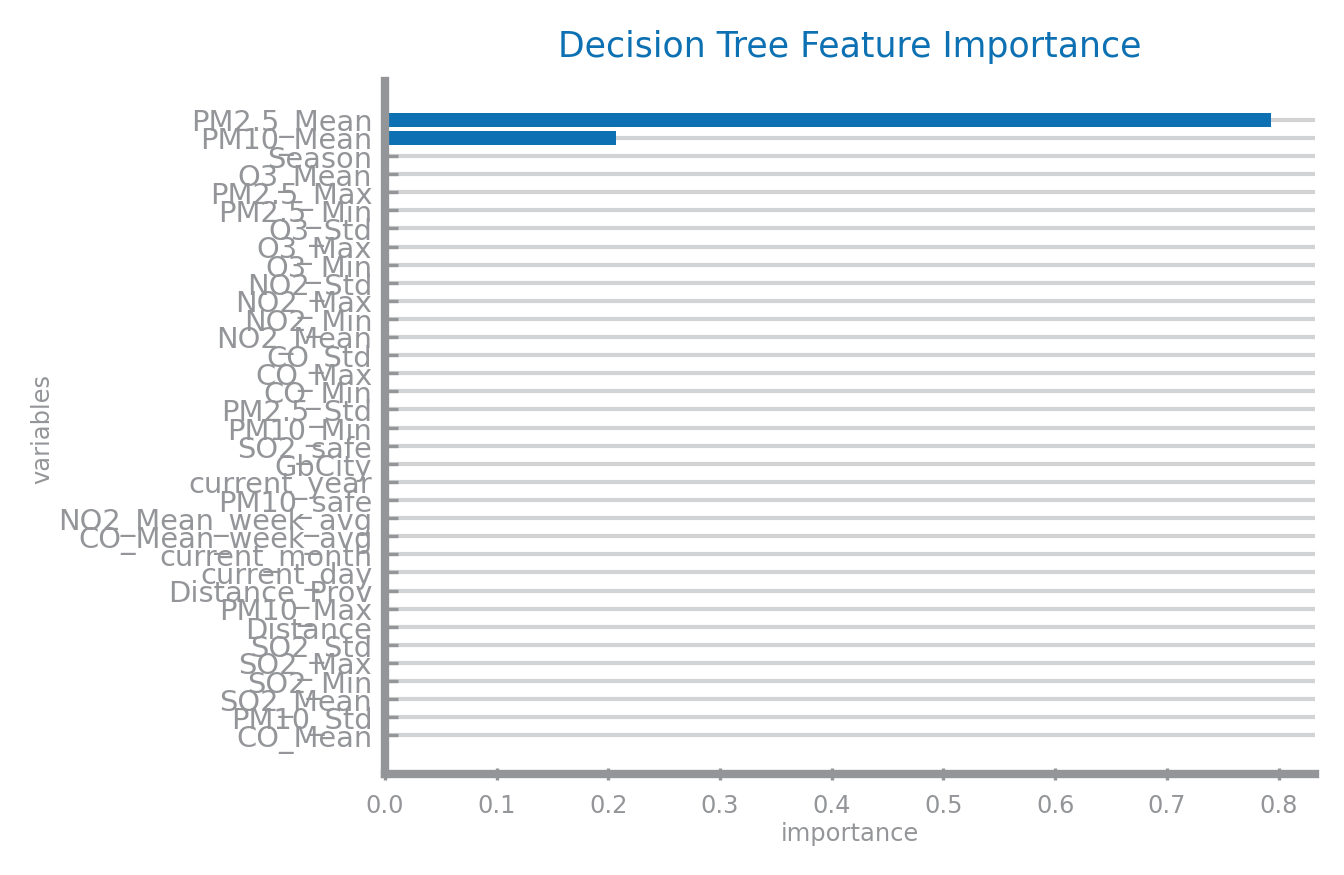 Decision Tree Feature Importance
PM2.5_Mean
PM10_Mean
Season
O3_Mean
PM2.5_Max
PM2.5_Min
O3_Std
O3_Max
O3_Min
NO2_Std
NO2_Max
NO2_Min
NO2_Mean
CO_Std
CO_Max
CO_Min
PM2.5_Std
PM10_Min
SO2_safe
GbCity
current_year
PM10_safe
NO2_Mean_week_avg
CO_Mean_week_avg
current_month
current_day
Distance_Prov
PM10_Max
Distance
SO2_Std
SO2_Max
SO2_Min
SO2_Mean
PM10_Std
CO_Mean
variables
0.0 0.1 0.2 0.3 0.4 0.5 0.6 0.7 0.8
importance